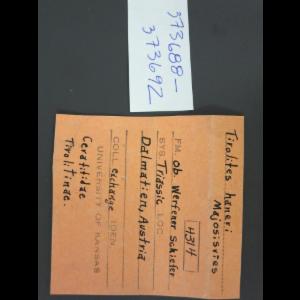 373688-
373692
Tirolites haueri
Majosisvics
4314
FM. Ob. Werfener Schiefer
SYS. Triassic LOC.
Dalmatien, Austria
COLL. exchange IDEN
UNIVERSITY OF KANSAS
Ceratitidae
Tirolitinae.